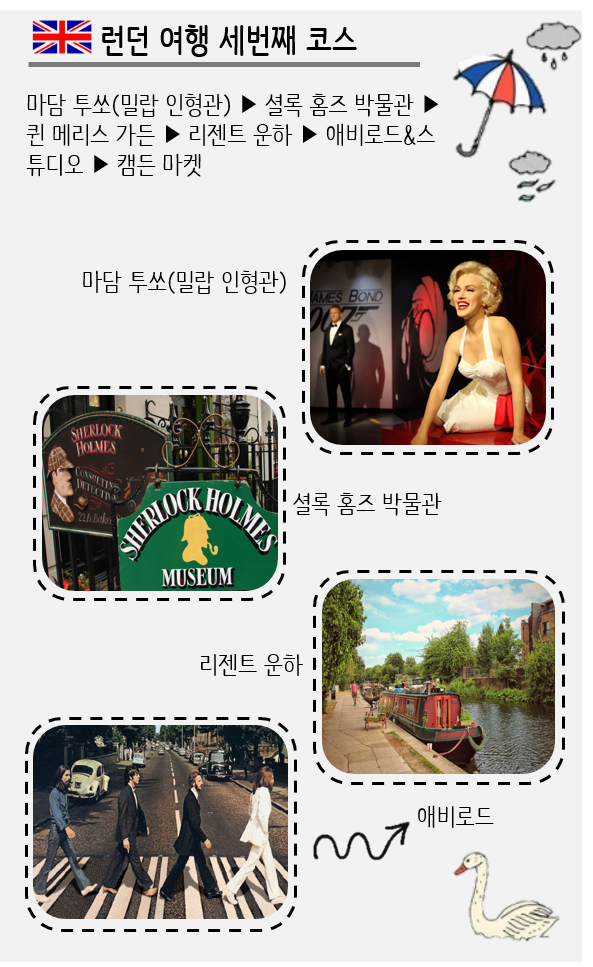 런던 여행 세번째 코스
마담 투쏘(밀랍 인형관) ▶ 셜록 홈즈 박물관 ▶
퀸 메리스 가든 ▶ 리젠트 운하 ▶ 애비로드&스
튜디오 ▶ 캠든 마켓
마담 투쏘(밀랍 인형관)
JAMES BOND
007
SHERLOCK
HOLMES
CONSULTING
DETECTIVE
221b Baker
SHERLOCK HOLMES
MUSEUM
셜록 홈즈 박물관
리젠트 운하
애비로드